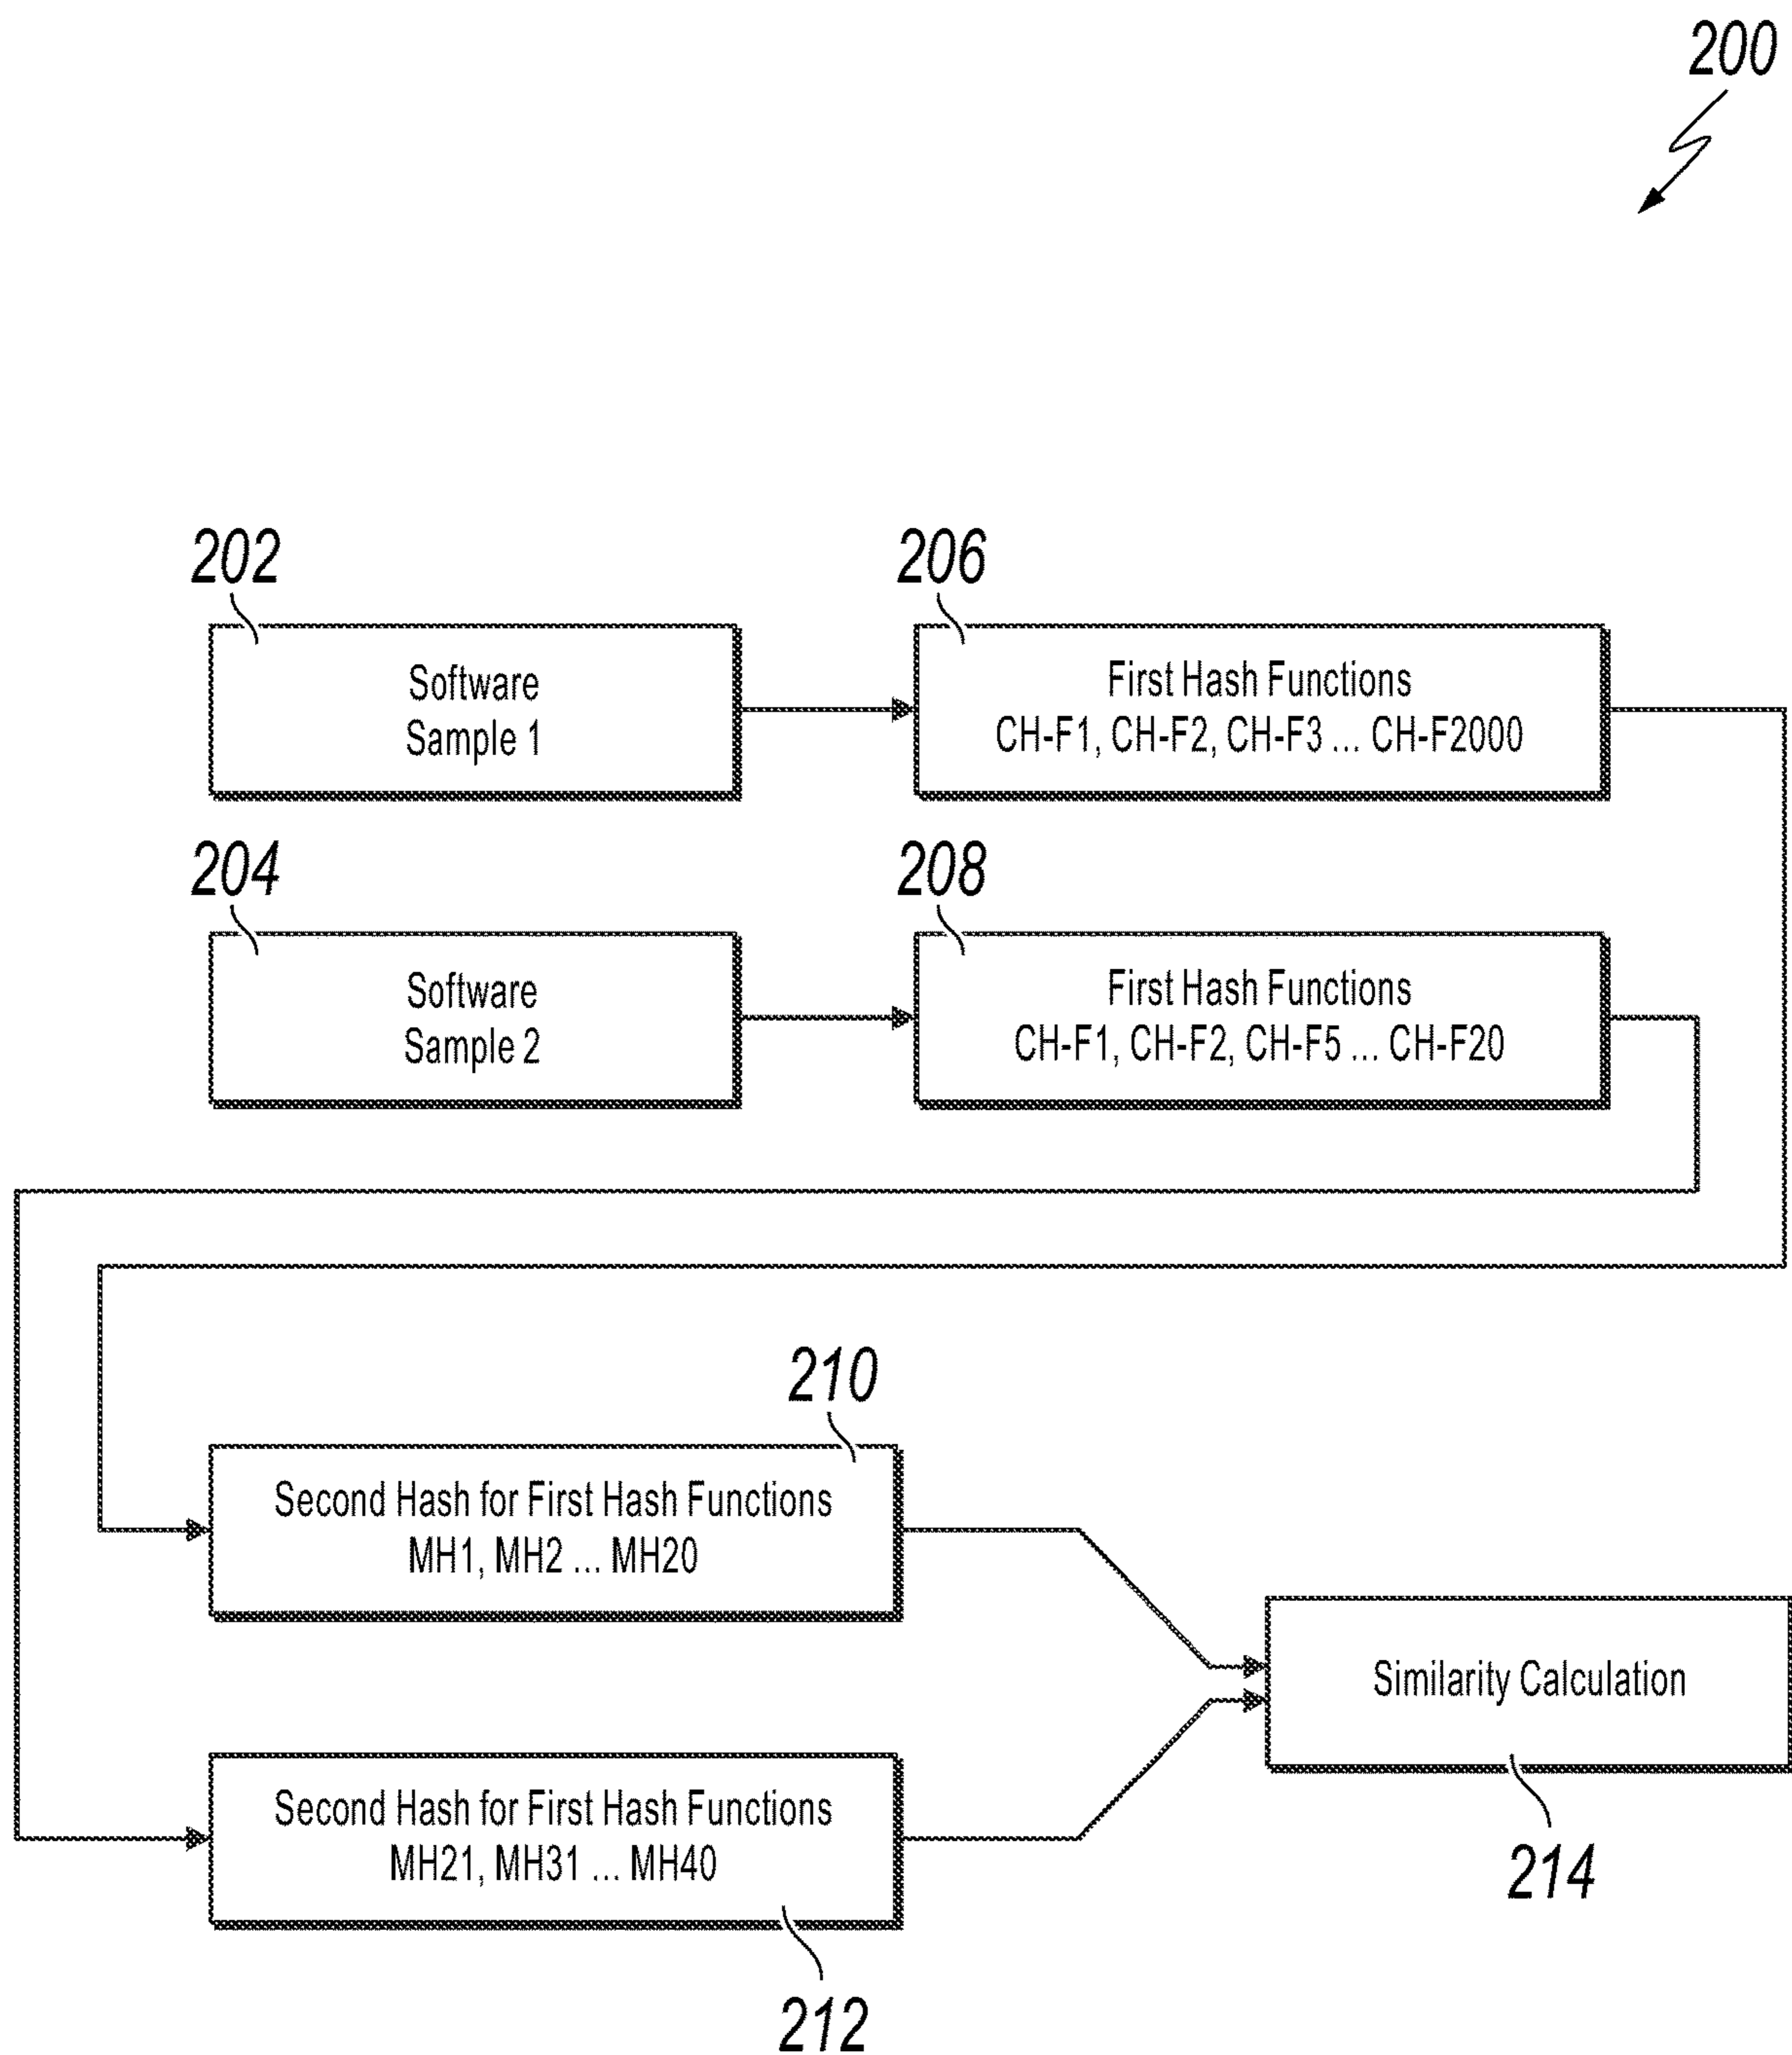 200
202
206
Software
Sample 1
First Hash Functions
CH-F1, CH-F2, CH-F3 ... CH-F2000
204
208
Software
Sample 2
First Hash Functions
CH-F1, CH-F2, CH-F5 ... CH-F20
210
Second Hash for First Hash Functions
MH1, MH2 ... MH20
Similarity Calculation
Second Hash for First Hash Functions
MH21, MH31 ... MH40
214
212